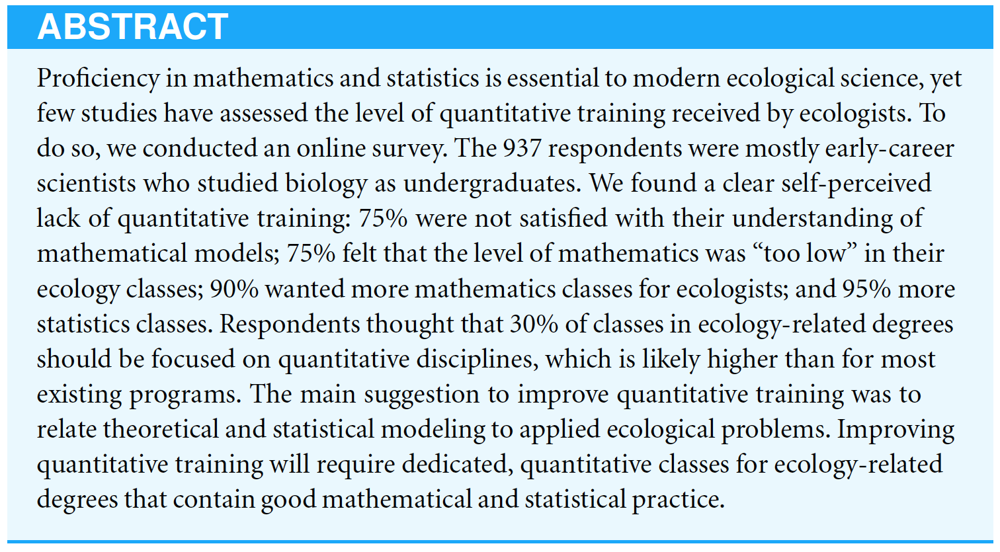 ABSTRACT
Proficiency in mathematics and statistics is essential to modern ecological science, yet
few studies have assessed the level of quantitative training received by ecologists. To
do so, we conducted an online survey. The 937 respondents were mostly early-career
scientists who studied biology as undergraduates. We found a clear self-perceived
lack of quantitative training: 75% were not satisfied with their understanding of
mathematical models; 75% felt that the level of mathematics was “too low” in their
ecology classes; 90% wanted more mathematics classes for ecologists; and 95% more
statistics classes. Respondents thought that 30% of classes in ecology-related degrees
should be focused on quantitative disciplines, which is likely higher than for most
existing programs. The main suggestion to improve quantitative training was to
relate theoretical and statistical modeling to applied ecological problems. Improving
quantitative training will require dedicated, quantitative classes for ecology-related
degrees that contain good mathematical and statistical practice.